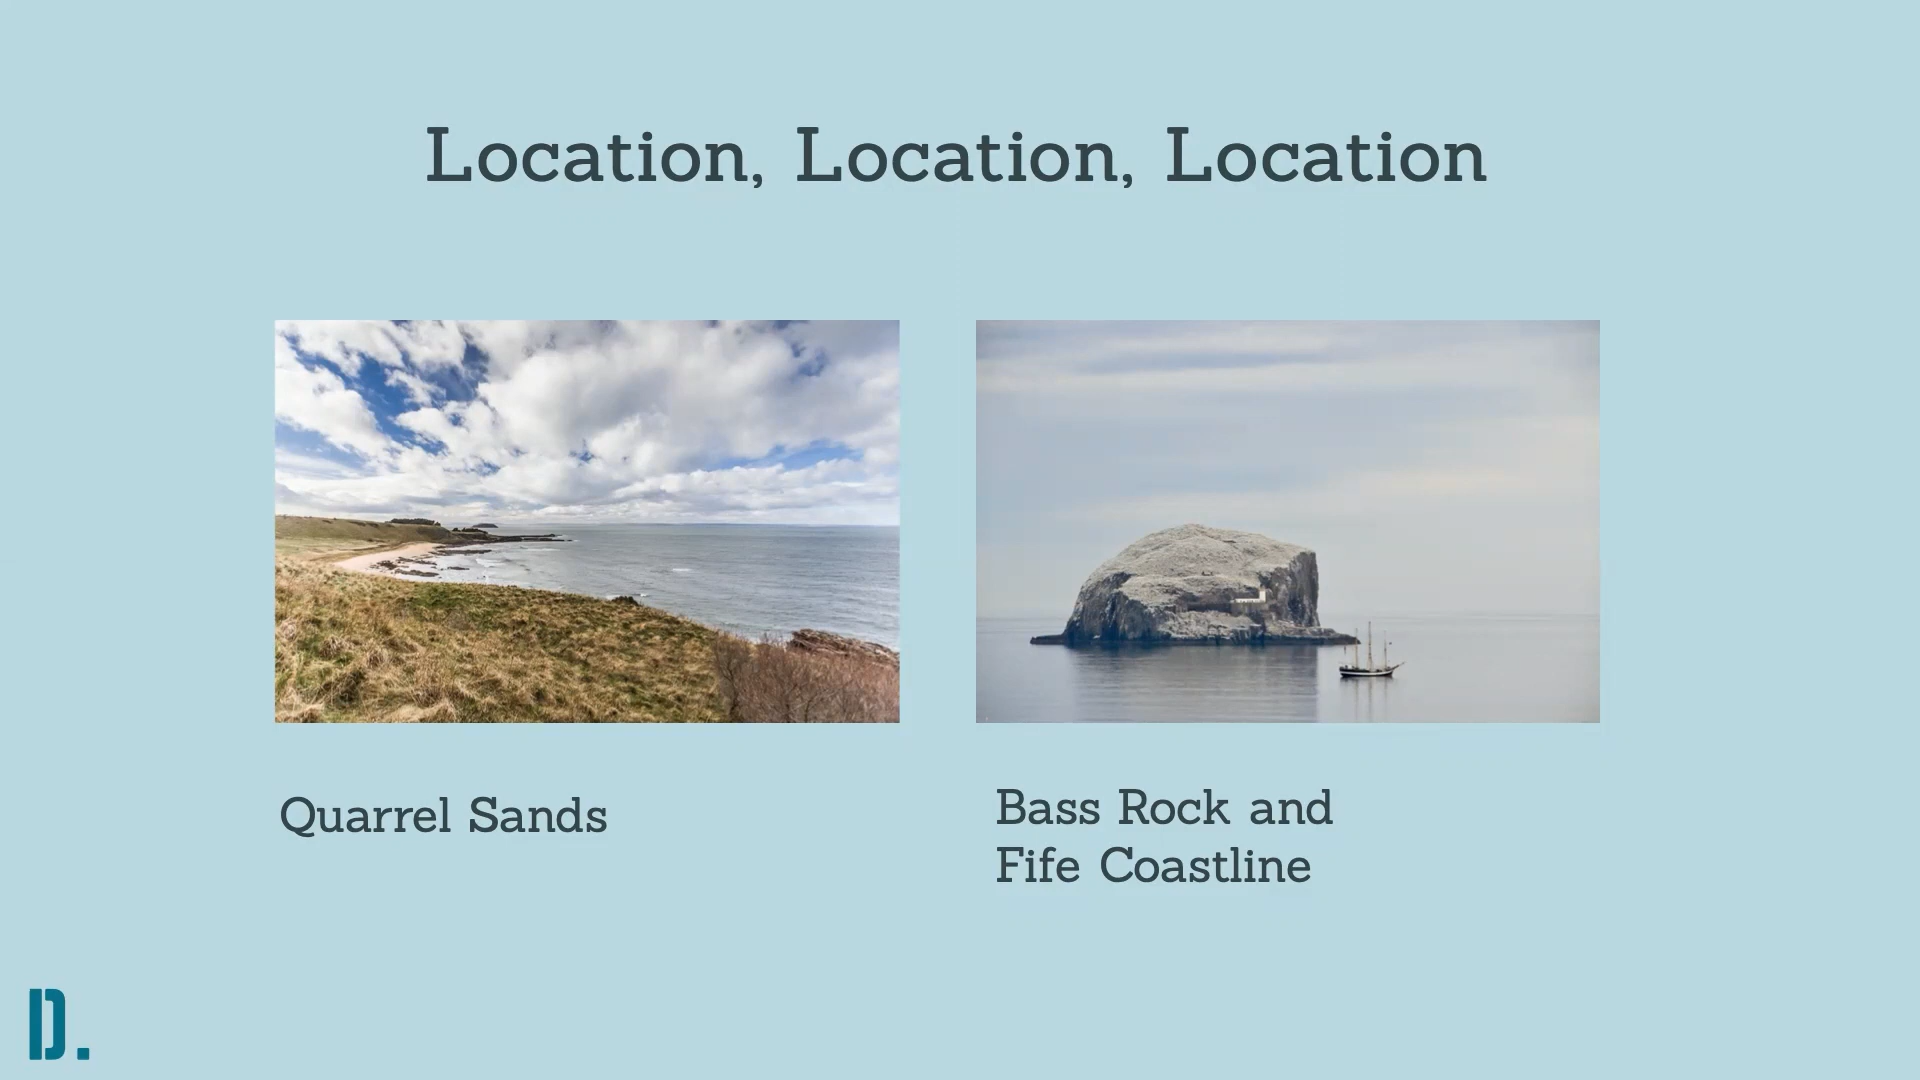 Location, Location, Location
Quarrel Sands
Bass Rock and
Fife Coastline
D.